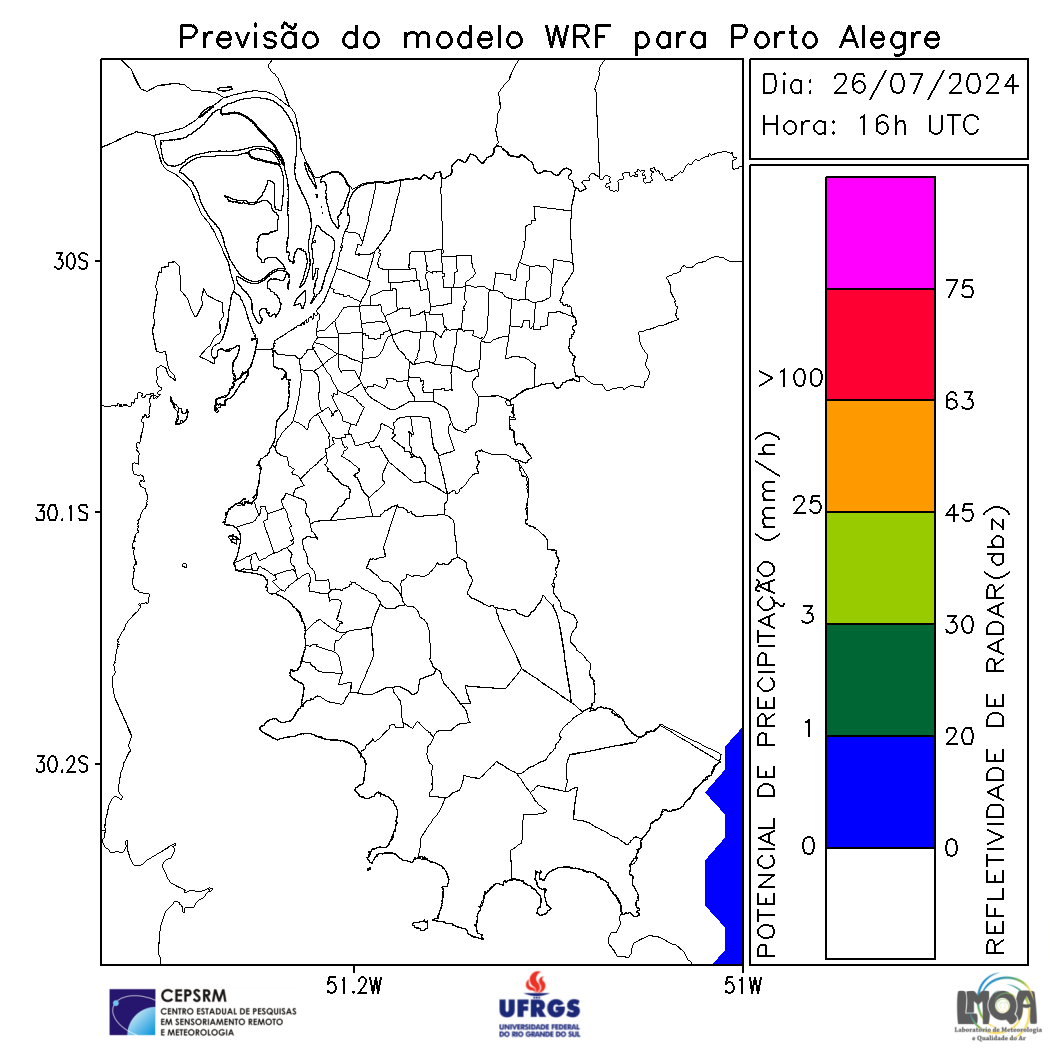 Previsão do modelo WRF para Porto Alegre
Dia: 26/07/2024
Hora: 16h UTC
30S
30.1S
30.2S
51.2W
51W
POTENCIAL DE PRECIPITAÇÃO (mm/h)
>100
25
3
1
0
75
63
45
30
20
0
REFLETIVIDADE DE RADAR(dbz)
CEPSRM
CENTRO ESTADUAL DE PESQUISAS
EM SENSORIAMENTO REMOTO
E METEOROLOGIA
UFRGS
UNIVERSIDADE FEDERAL
DO RIO GRANDE DO SUL
LMQA
Laboratório de Meteorologia
e Qualidade do Ar